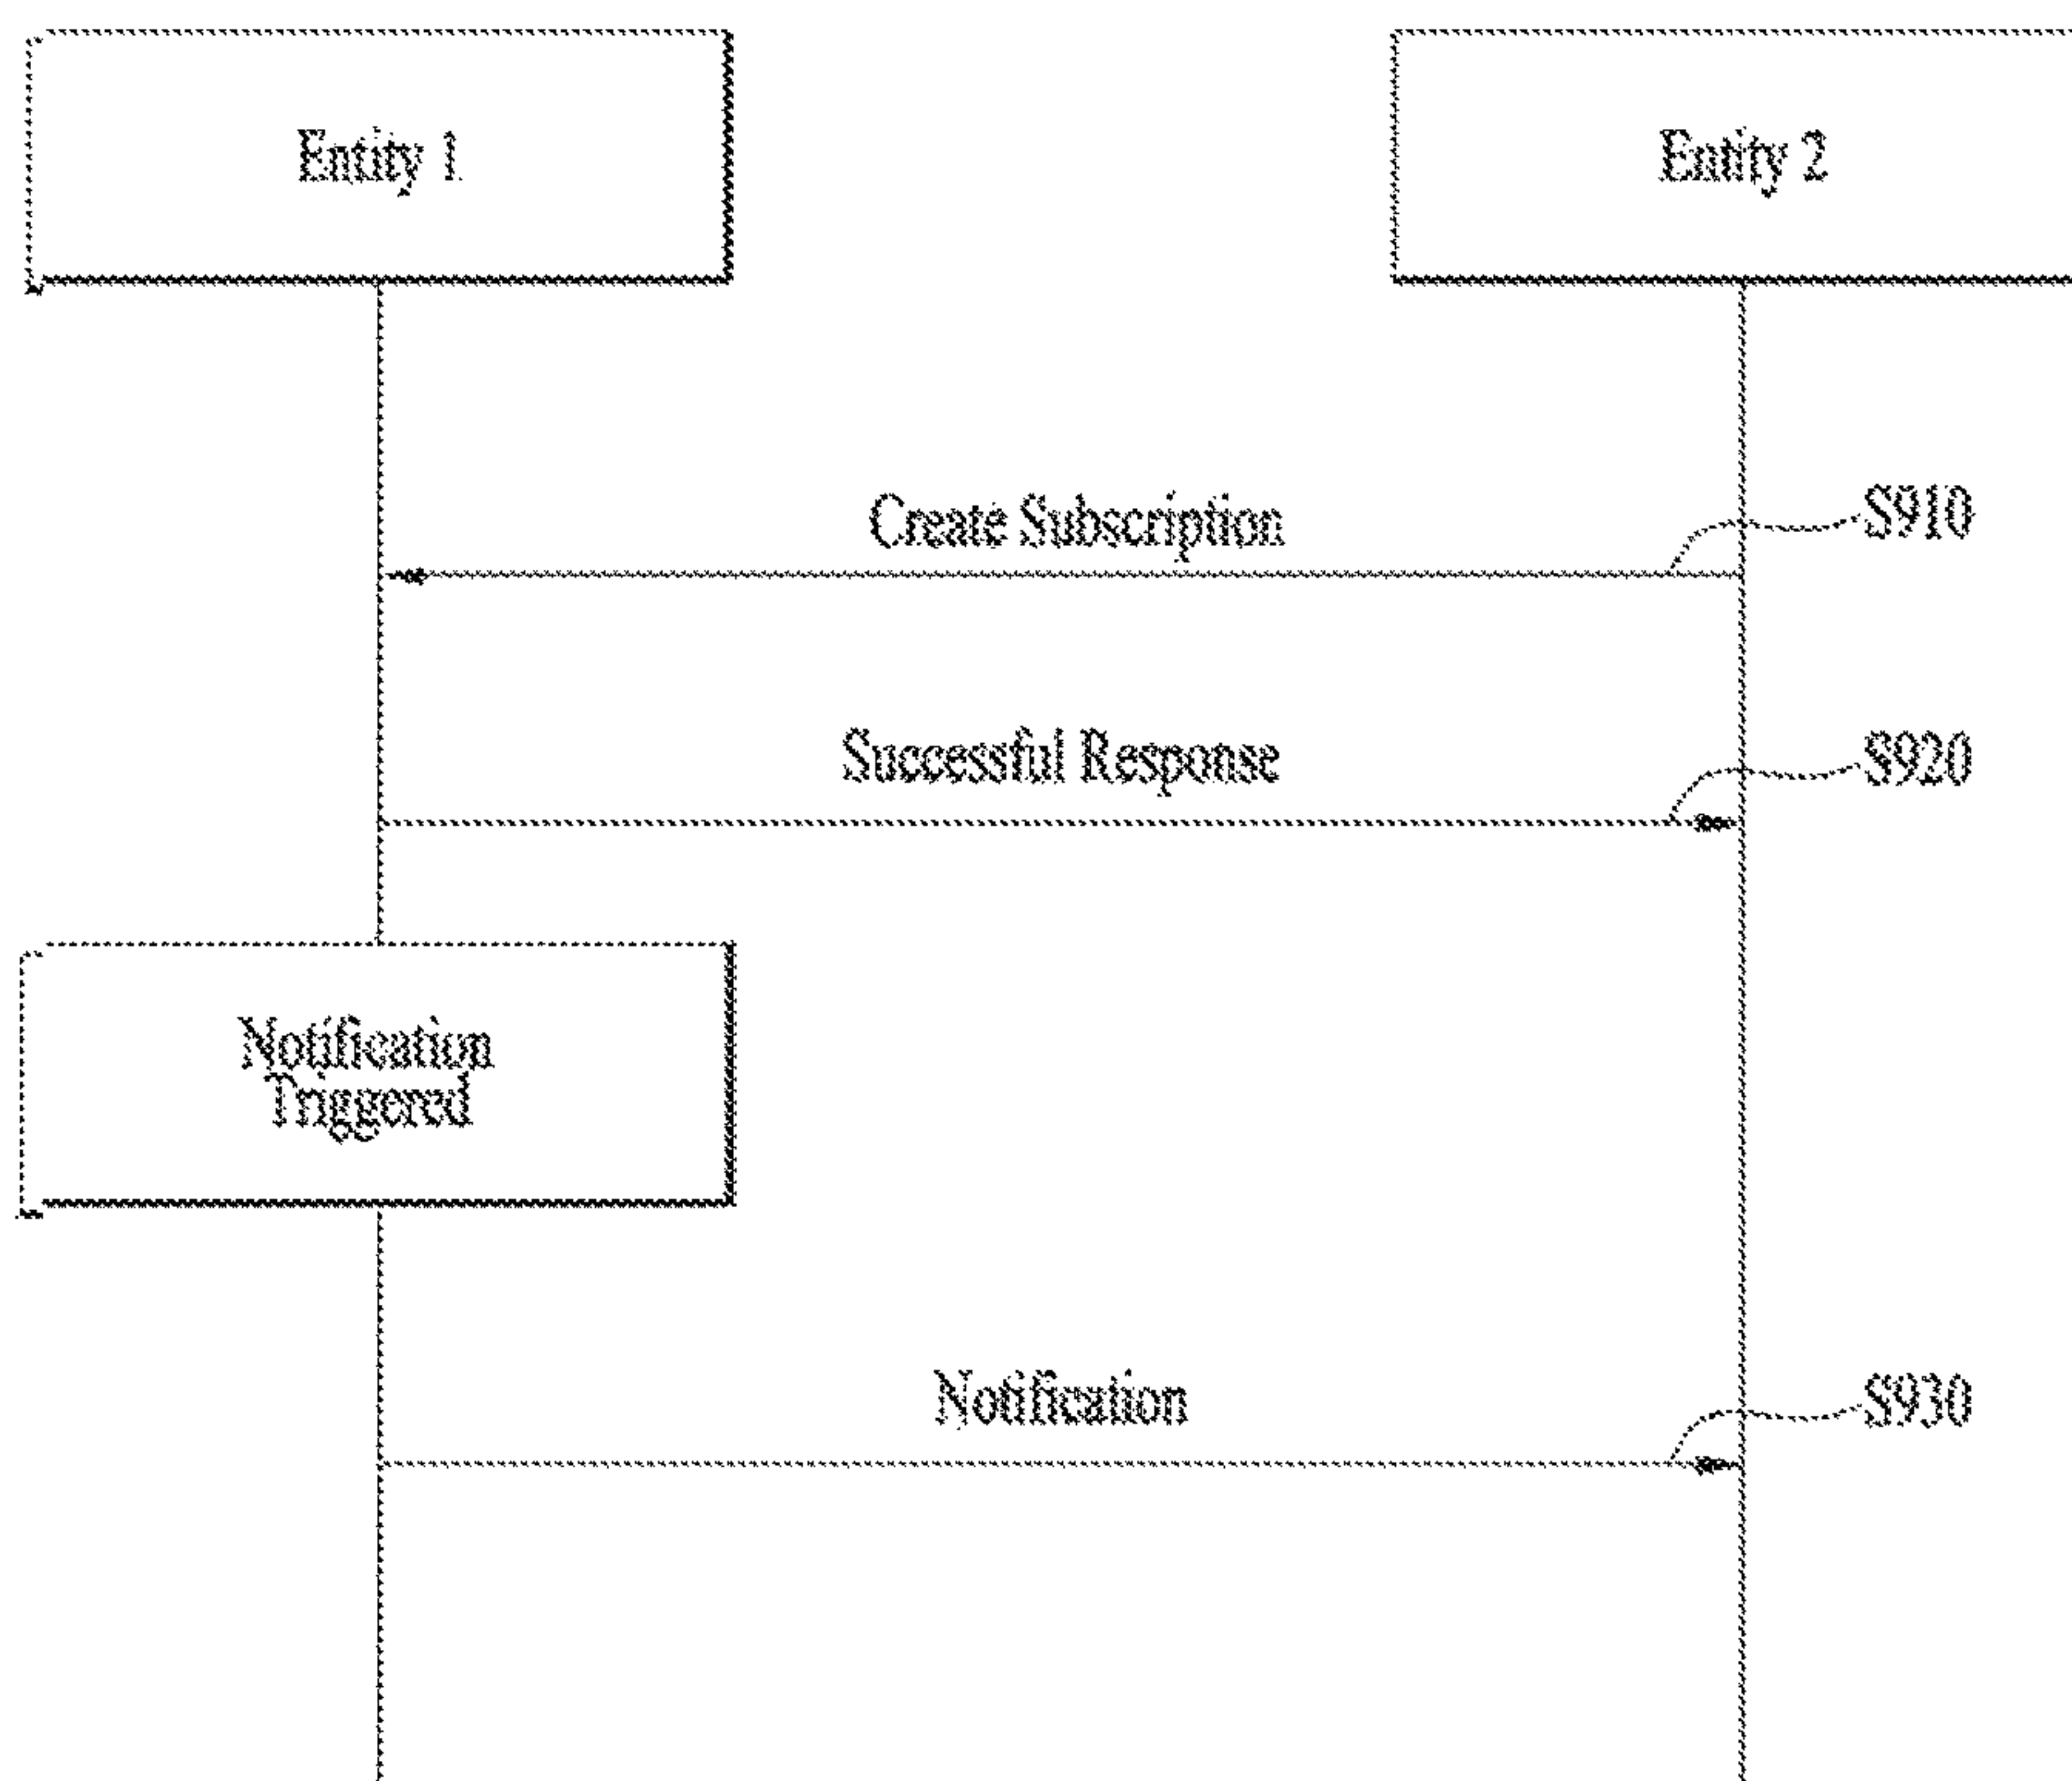 Entity 1
Entity 2
Create Subscription
S910
Successful Response
S920
Notification
Triggered
Notification
S930